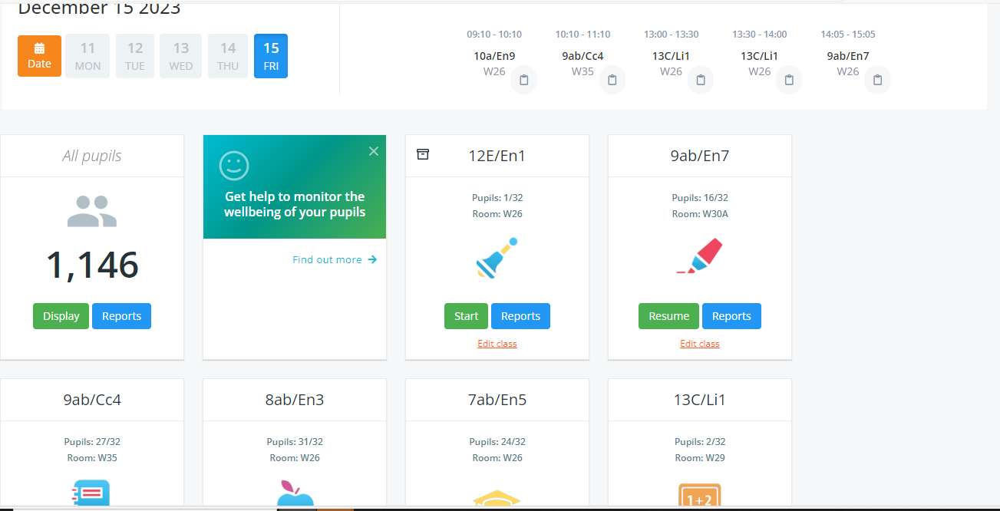 December 15 2023
Date
11
MON
12
TUE
13
WED
14
THU
15
FRI
09:10 - 10:10
10a/En9
W26
10:10 - 11:10
9ab/Cc4
W35
13:00 - 13:30
13C/Li1
W26
13:30 - 14:00
13C/Li1
W26
14:05 - 15:05
9ab/En7
W26
All pupils
1,146
Display
Reports
Get help to monitor the
wellbeing of your pupils
Find out more
12E/En1
Pupils: 1/32
Room: W26
Start
Reports
Edit class
9ab/En7
Pupils: 16/32
Room: W30A
Resume
Reports
Edit class
9ab/Cc4
Pupils: 27/32
Room: W35
8ab/En3
Pupils: 31/32
Room: W26
7ab/En5
Pupils: 24/32
Room: W26
13C/Li1
Pupils: 2/32
Room: W29
1+2